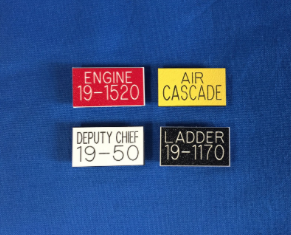 ENGINE
19-1520
AIR
CASCADE
DEPUTY CHIEF
19-50
LADDER
19-1170